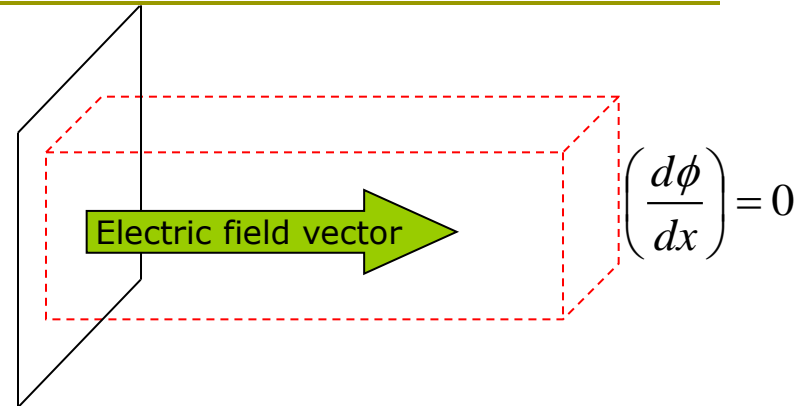 Electric field vector
(dφ/dx) = 0